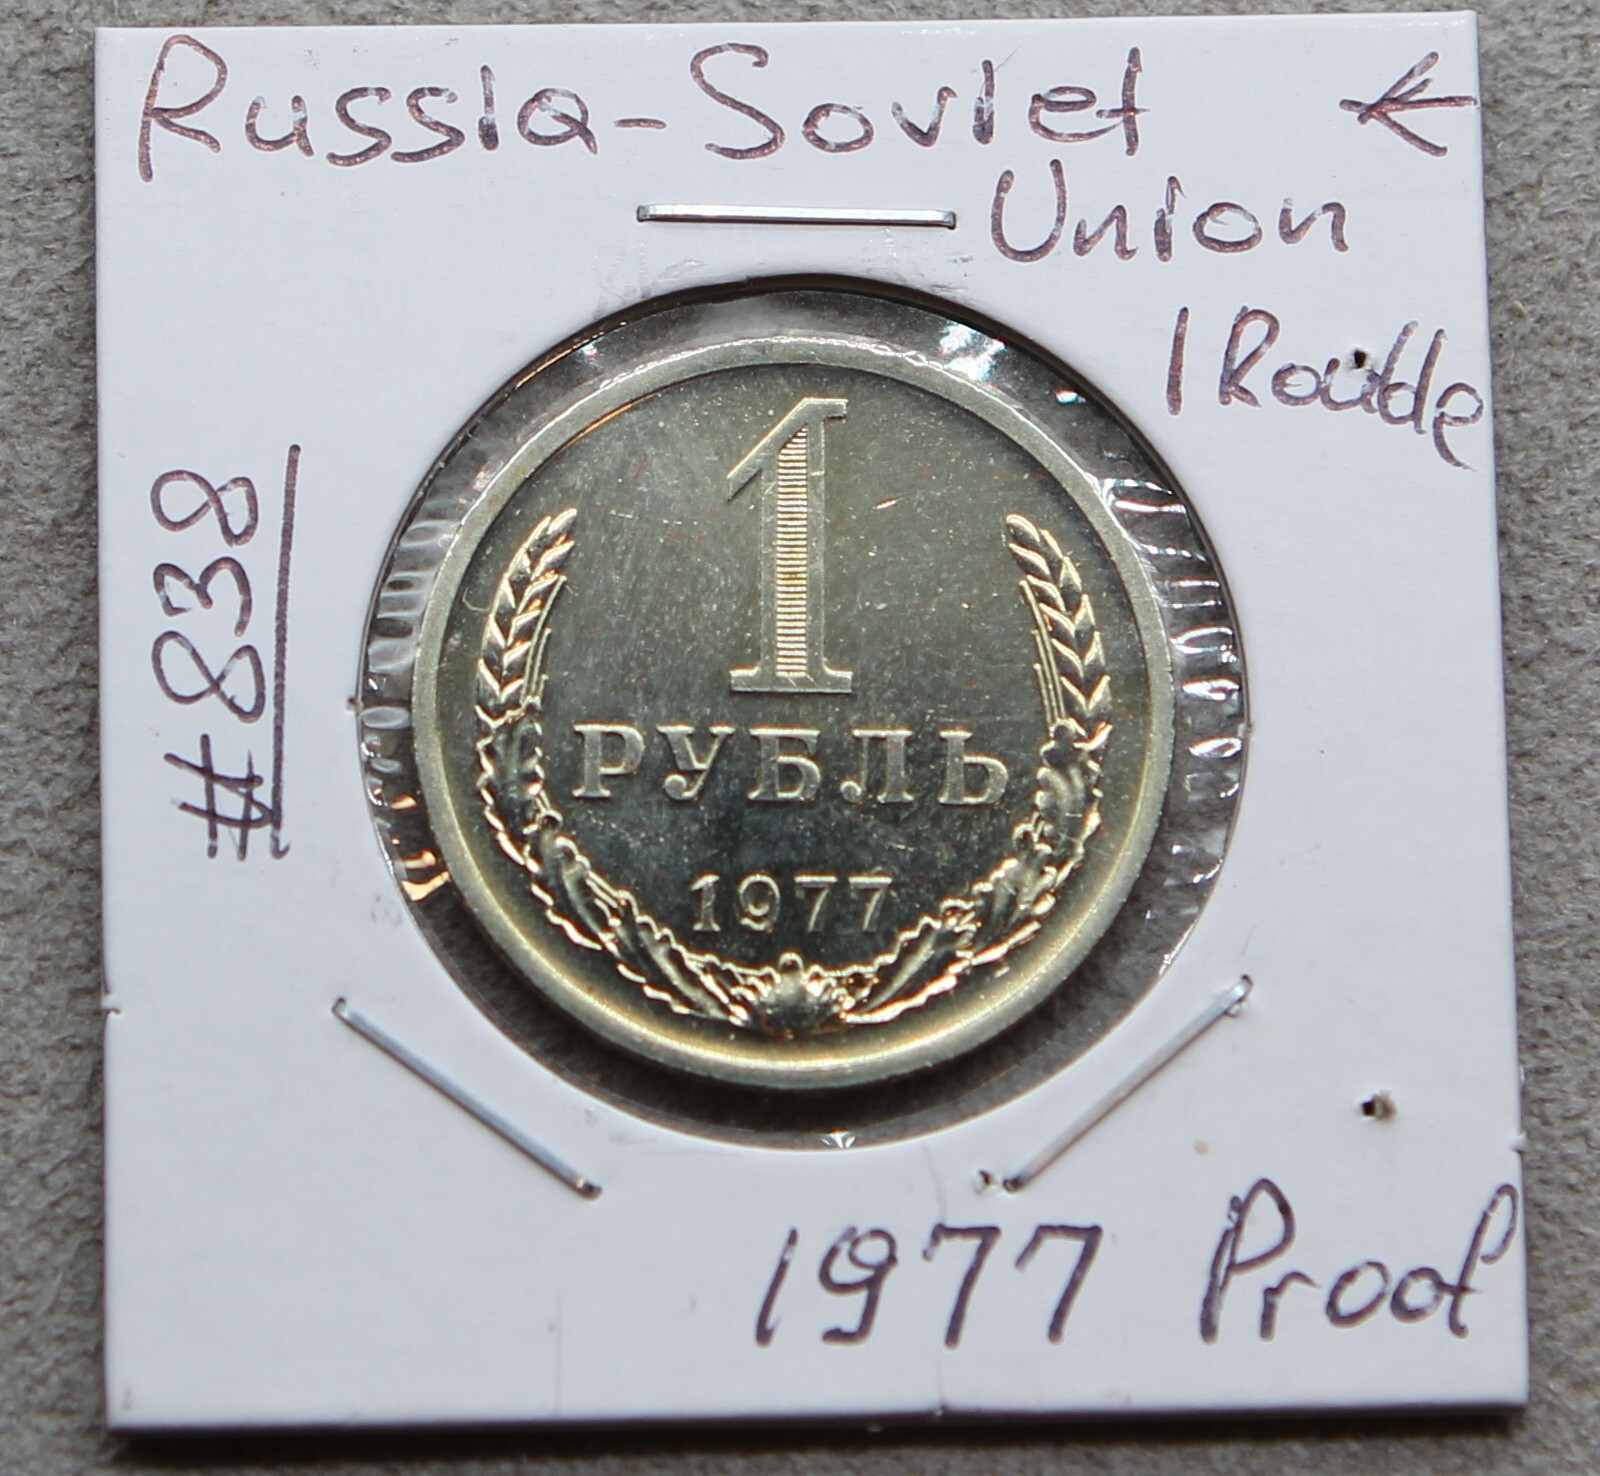 Russia-Soviet
Union
1 Rouble
#838
1
РУБЛЬ
1977
1977 Proof